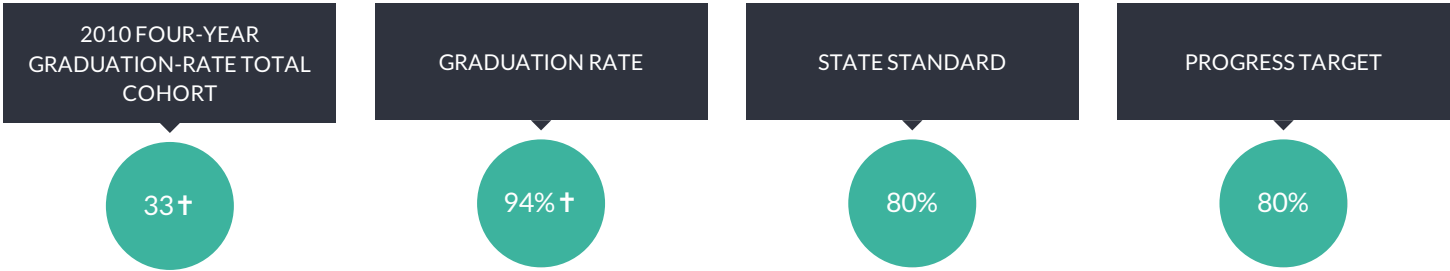 2010 FOUR-YEAR
GRADUATION-RATE TOTAL
COHORT
33✝
GRADUATION RATE
94%✝
STATE STANDARD
80%
PROGRESS TARGET
80%